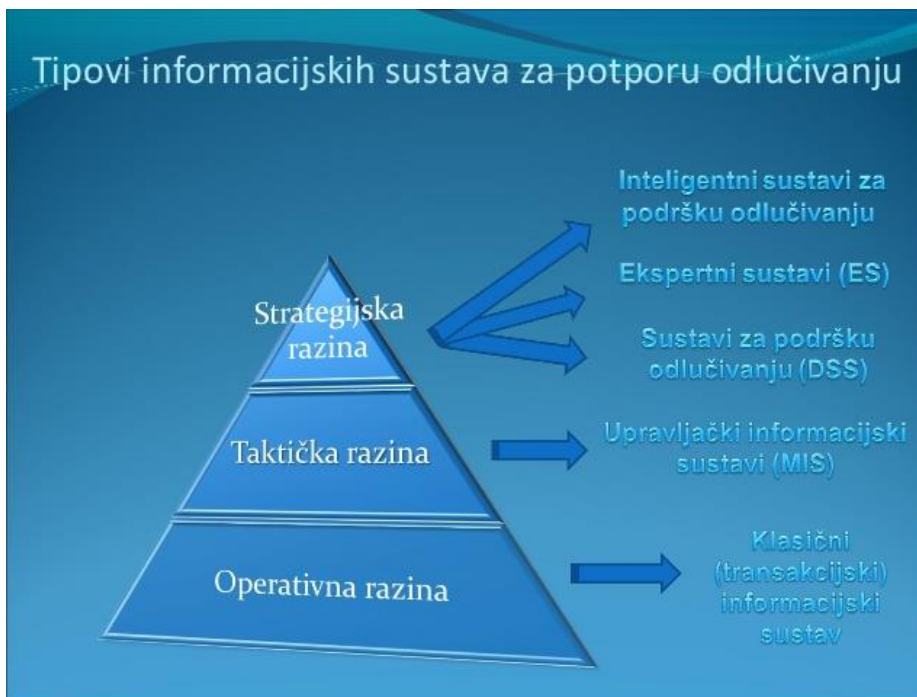 Tipovi informacijskih sustava za potporu odlučivanju
Inteligentni sustavi za
podršku odlučivanju
Ekspertni sustavi (ES)
Strategijska
razina
Sustavi za podršku
odlučivanju (DSS)
Taktička razina
Upravljački informacijski
sustavi (MIS)
Operativna razina
Klasični
(transakcijski)
informacijski
sustav